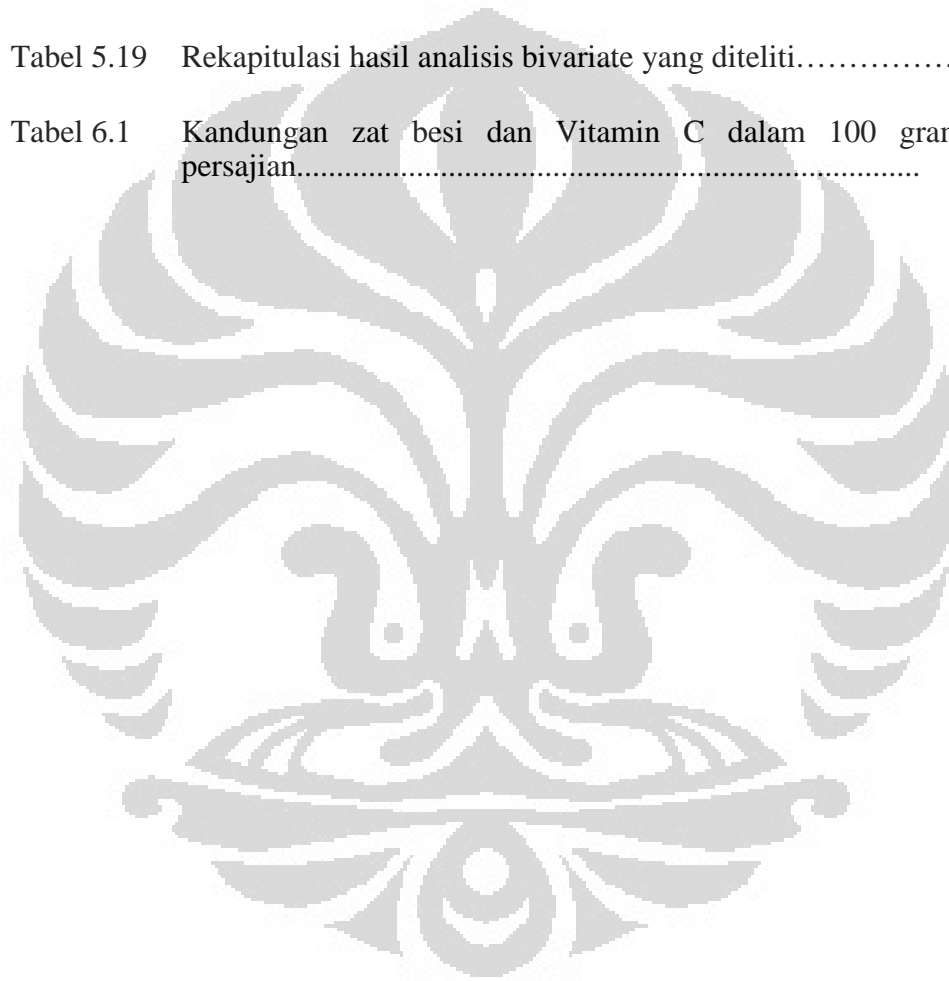 Tabel 5.19 Rekapitulasi hasil analisis bivariate yang diteliti……………..
Tabel 6.1 Kandungan zat besi dan Vitamin C dalam 100 gram
persajian..............................................................................